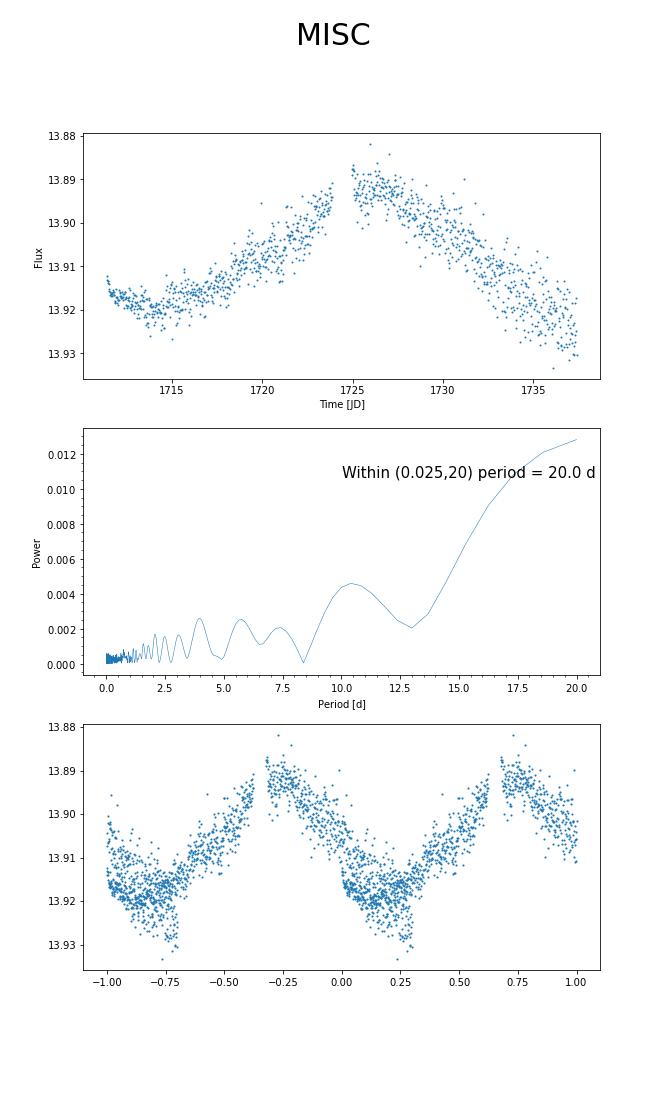 MISC
13.88
13.89
13.90
13.91
13.92
13.93
Flux
1715 1720 1725 1730 1735
Time [JD]
0.012
0.010
0.008
0.006
0.004
0.002
0.000
Power
Within (0.025,20) period = 20.0 d
0.0 2.5 5.0 7.5 10.0 12.5 15.0 17.5 20.0
Period [d]
13.88
13.89
13.90
13.91
13.92
13.93
−1.00 −0.75 −0.50 −0.25 0.00 0.25 0.50 0.75 1.00